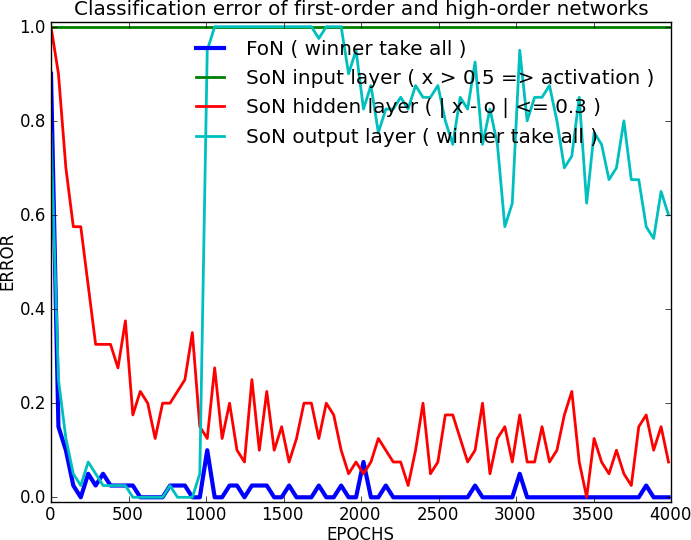 Classification error of first-order and high-order networks
1.0
0.8
0.6
0.4
0.2
0.0
ERROR
FoN ( winner take all )
SoN input layer ( x > 0.5 => activation )
SoN hidden layer ( | x - o | <= 0.3 )
SoN output layer ( winner take all )
0 500 1000 1500 2000 2500 3000 3500 4000
EPOCHS